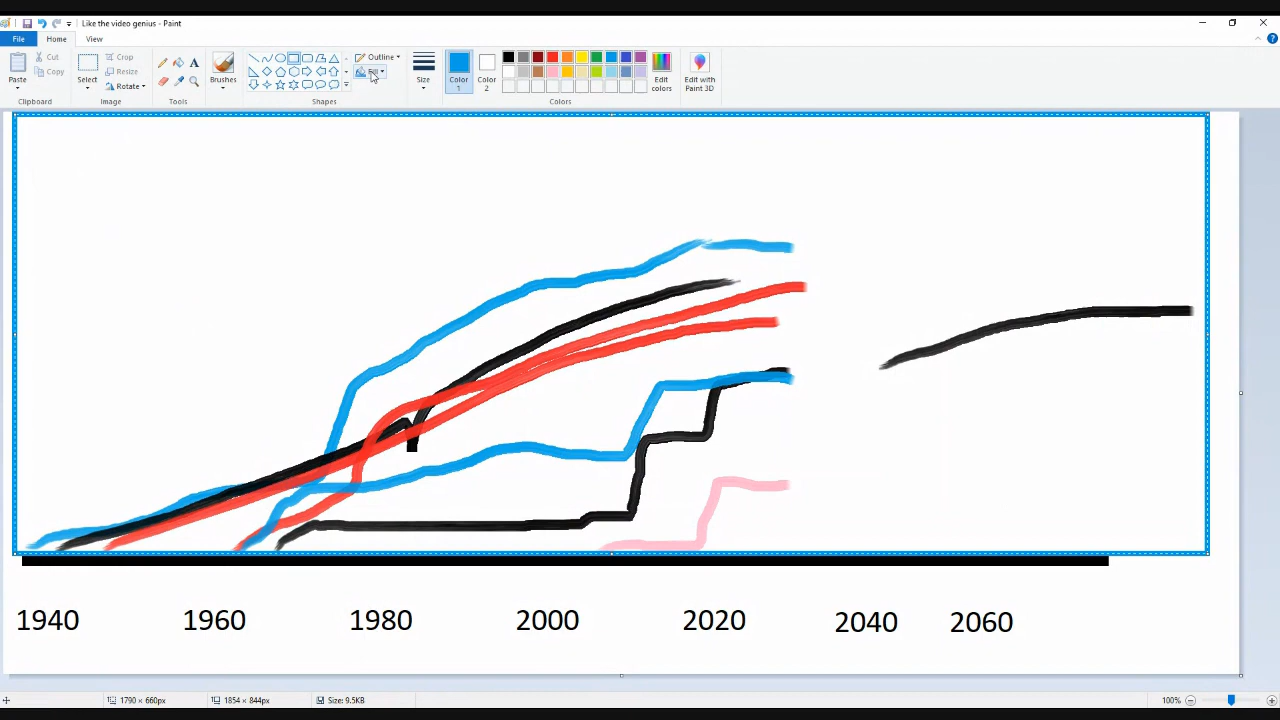 Like the video genius - Paint
File Home View
Paste
Clipboard
Cut
Copy
Select
Crop
Resize
Rotate
Image
Tools
Brushes
Shapes
Outline
Fill
Size
Color 1
Color 2
Colors
Edit colors
Edit with Paint 3D
1940 1960 1980 2000 2020 2040 2060
1790 × 660px 1854 × 844px Size: 9.5KB 100%